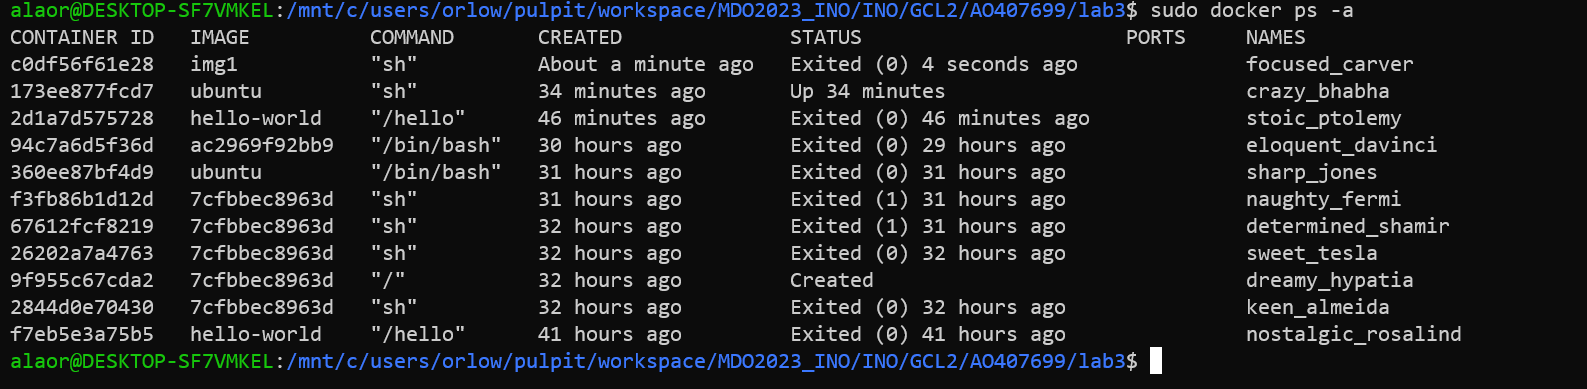 alaor@DESKTOP-SF7VMKEL:/mnt/c/users/orlow/pulpit/workspace/MDO2023_INO/INO/GCL2/AO407699/lab3$ sudo docker ps -a
CONTAINER ID   IMAGE          COMMAND       CREATED              STATUS                      PORTS     NAMES
c0df56f61e28   img1           "sh"          About a minute ago   Exited (0) 4 seconds ago              focused_carver
173ee877fcd7   ubuntu         "sh"          34 minutes ago       Up 34 minutes                         crazy_bhabha
2d1a7d575728   hello-world    "/hello"      46 minutes ago       Exited (0) 46 minutes ago             stoic_ptolemy
94c7a6d5f36d   ac2969f92bb9   "/bin/bash"   30 hours ago         Exited (0) 29 hours ago               eloquent_davinci
360ee87bf4d9   ubuntu         "/bin/bash"   31 hours ago         Exited (0) 31 hours ago               sharp_jones
f3fb86b1d12d   7cfbbec8963d   "sh"          31 hours ago         Exited (1) 31 hours ago               naughty_fermi
67612fcf8219   7cfbbec8963d   "sh"          32 hours ago         Exited (1) 31 hours ago               determined_shamir
26202a7a4763   7cfbbec8963d   "sh"          32 hours ago         Exited (0) 32 hours ago               sweet_tesla
9f955c67cda2   7cfbbec8963d   "/"           32 hours ago         Created                               dreamy_hypatia
2844d0e70430   7cfbbec8963d   "sh"          32 hours ago         Exited (0) 32 hours ago               keen_almeida
f7eb5e3a75b5   hello-world    "/hello"      41 hours ago         Exited (0) 41 hours ago               nostalgic_rosalind
alaor@DESKTOP-SF7VMKEL:/mnt/c/users/orlow/pulpit/workspace/MDO2023_INO/INO/GCL2/AO407699/lab3$